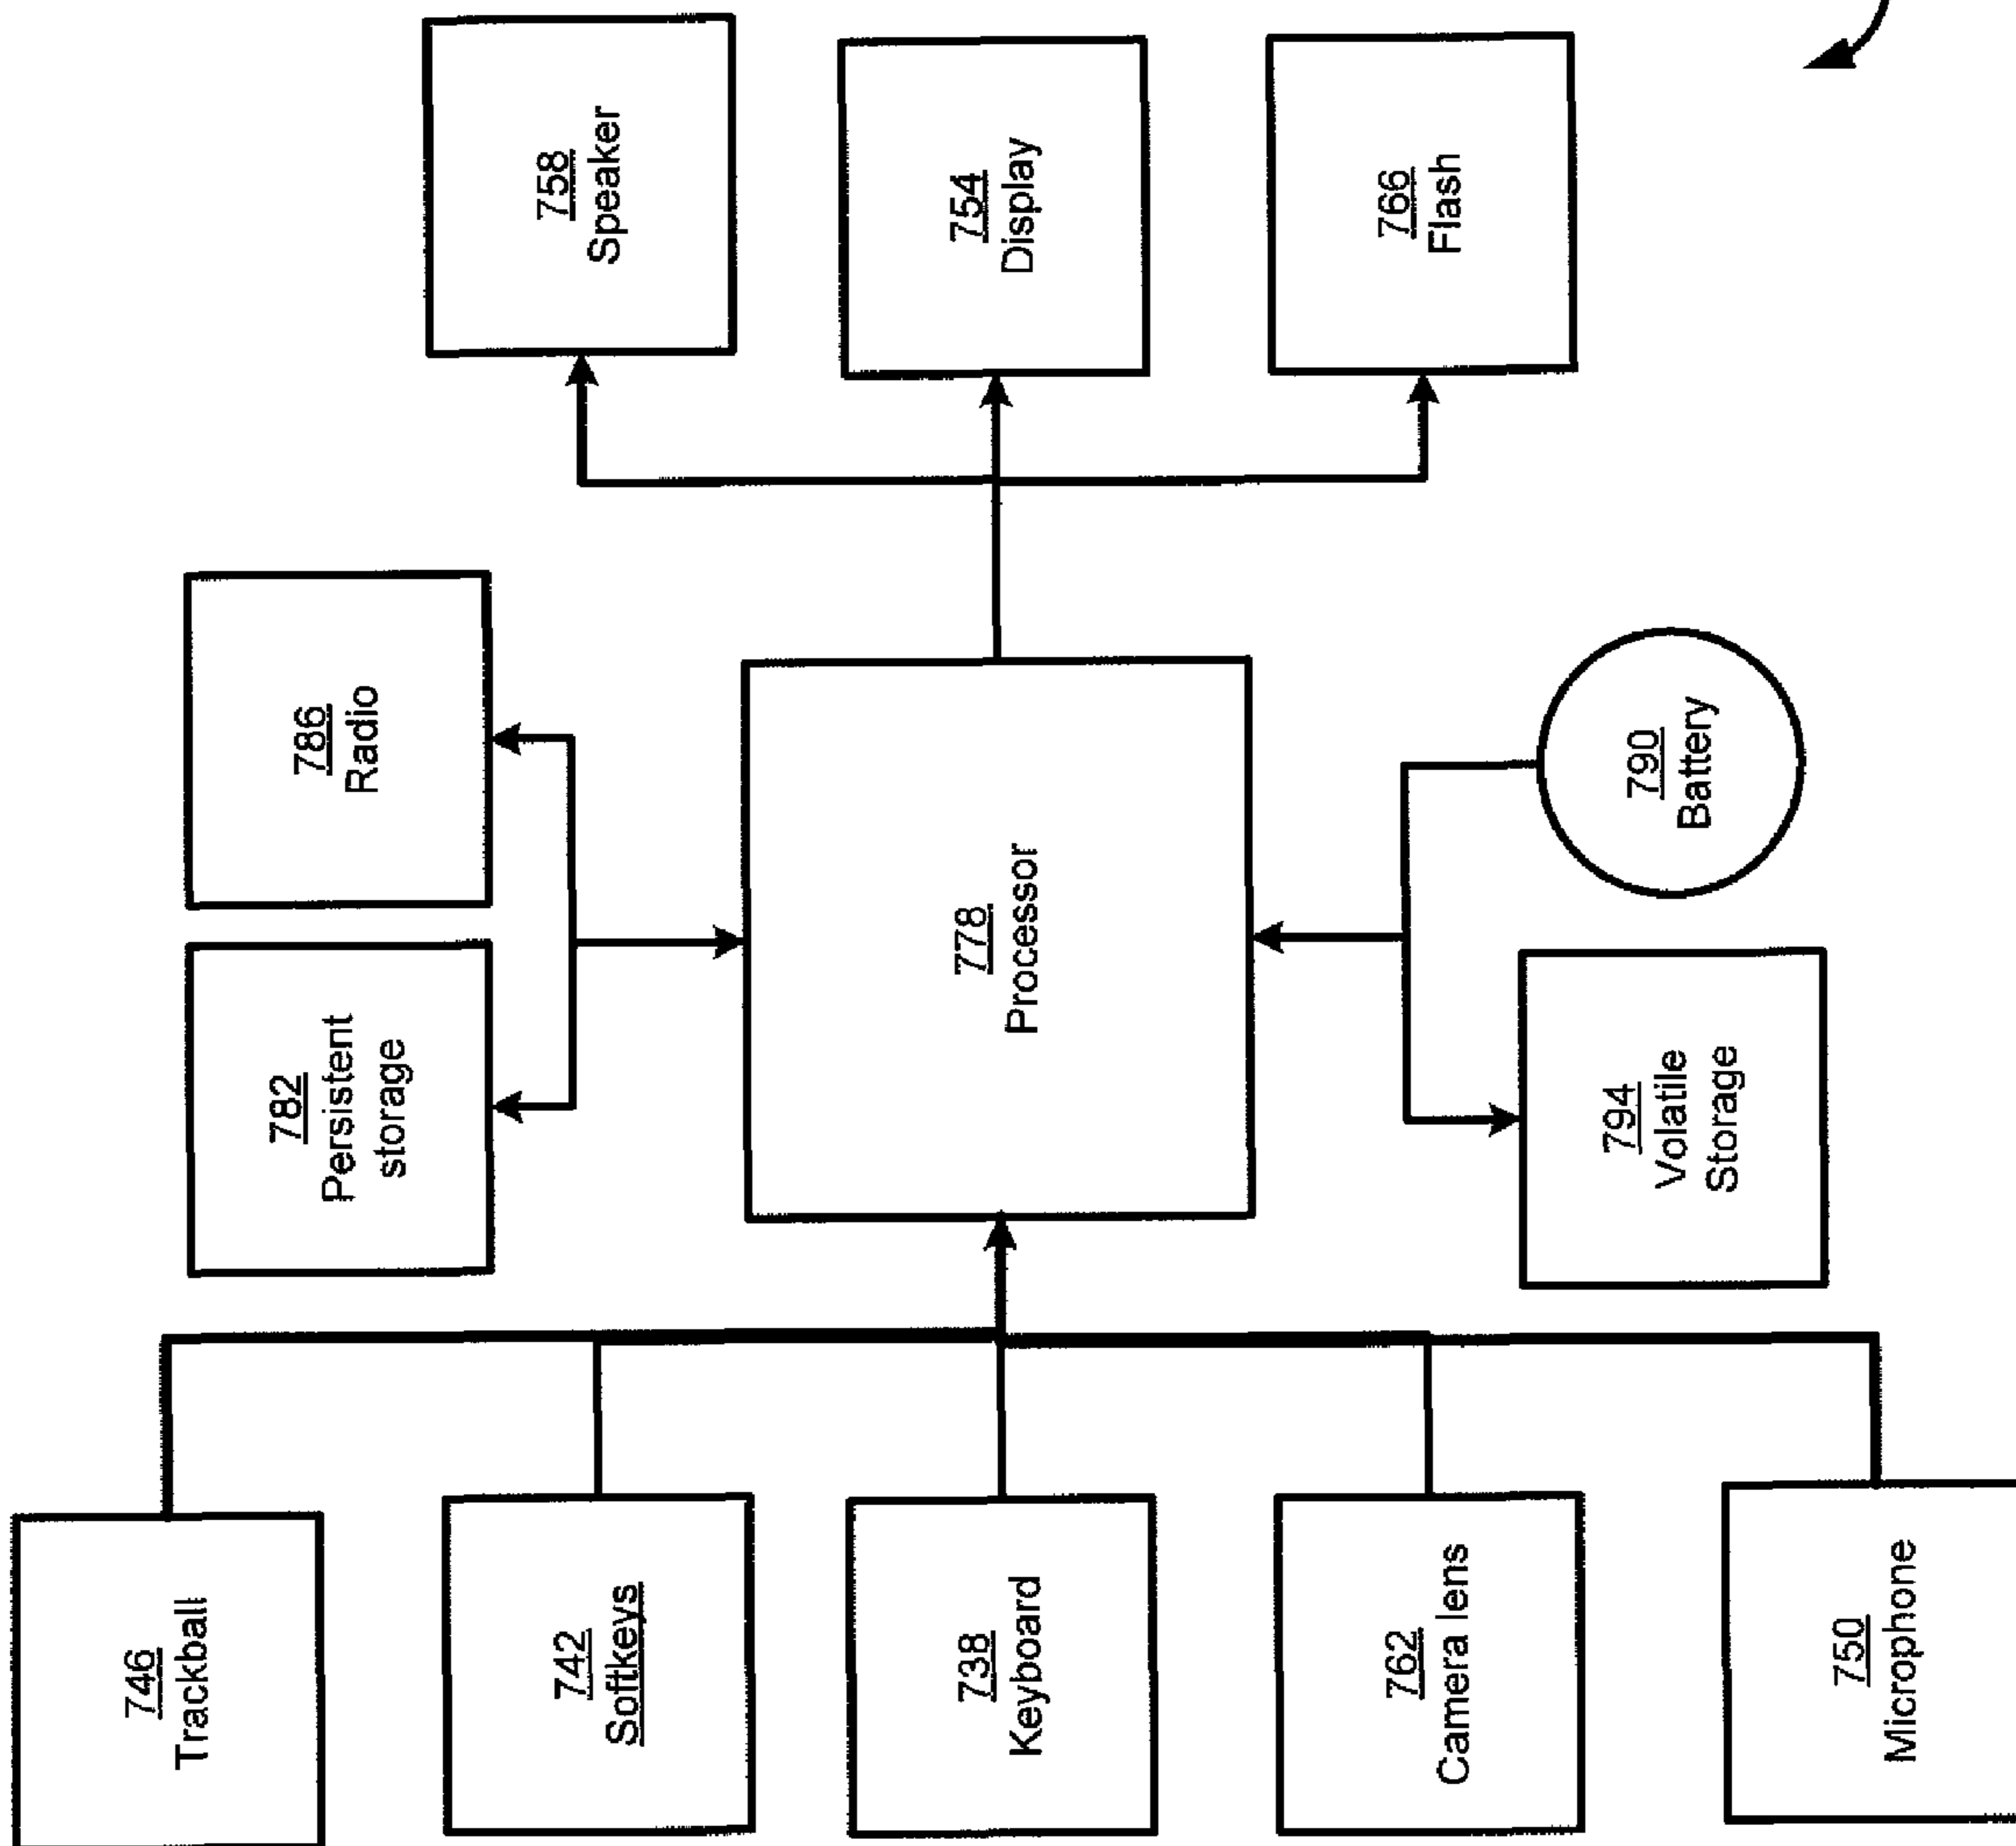 746
Trackball
742
Softkeys
738
Keyboard
762
Camera lens
750
Microphone
782
Persistent
storage
786
Radio
778
Processor
794
Volatile
Storage
790
Battery
758
Speaker
754
Display
766
Flash